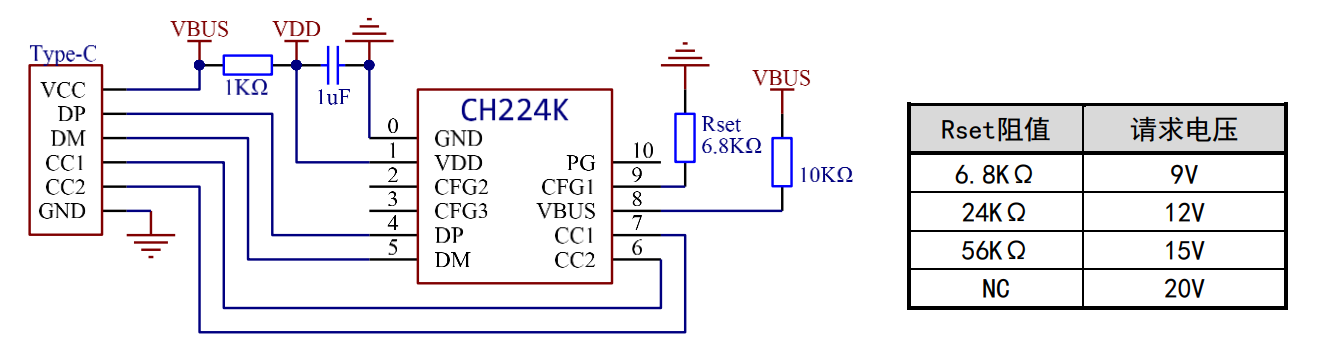 VBUS
VDD
Type-C
1KΩ
1uF
VCC
DP
DM
CC1
CC2
GND
CH224K
0
GND
1
VDD
2
CFG2
3
CFG3
4
DP
5
DM
PG
10
CFG1
9
VBUS
8
CC1
7
CC2
6
Rset
6.8KΩ
VBUS
10KΩ
Rset阻值 请求电压
6.8KΩ 9V
24KΩ 12V
56KΩ 15V
NC 20V